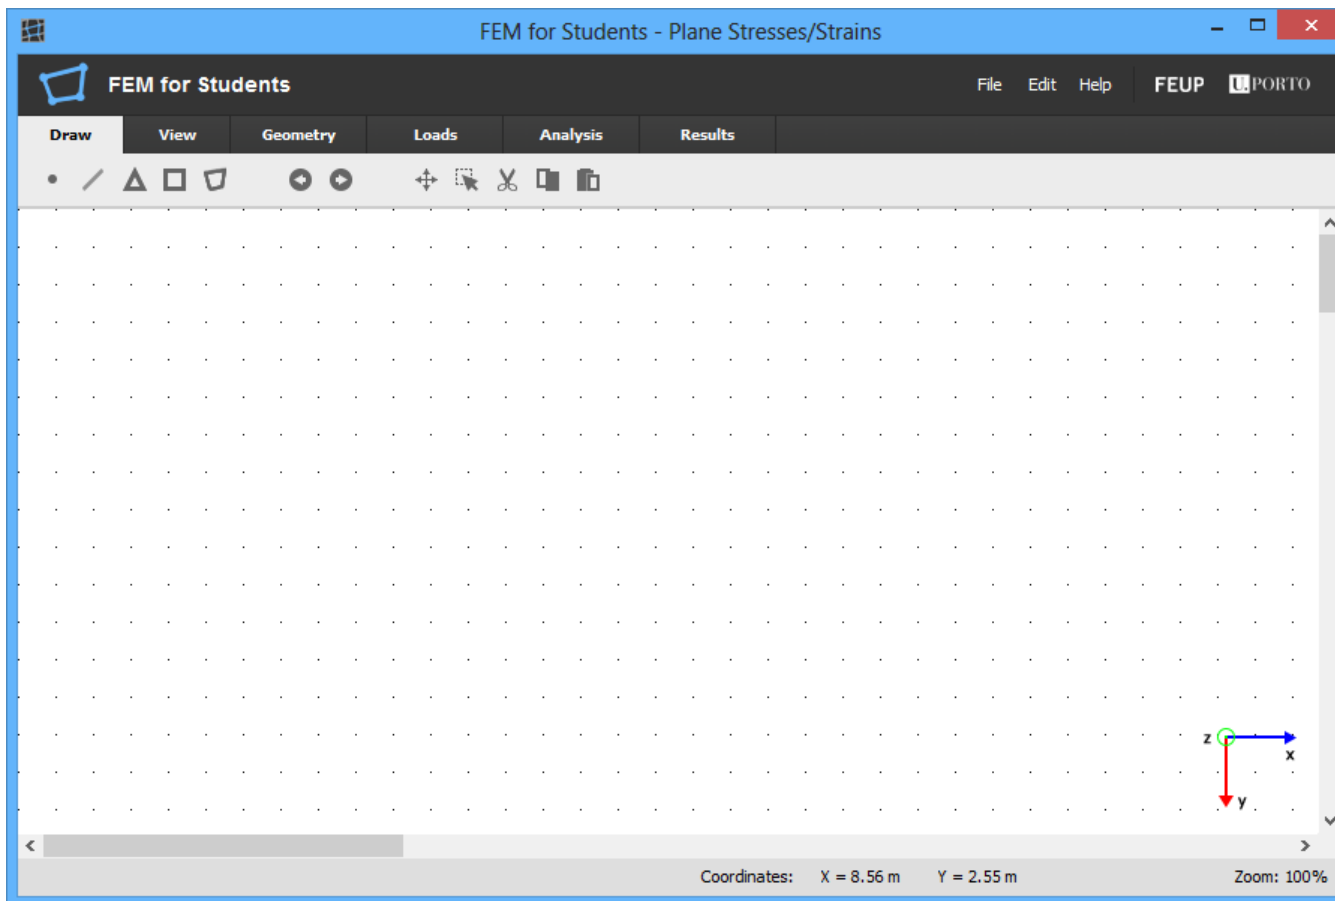 FEM for Students - Plane Stresses/Strains
FEM for Students File Edit Help FEUP U.PORTO
Draw View Geometry Loads Analysis Results
z
x
y
Coordinates: X = 8.56 m Y = 2.55 m Zoom: 100%